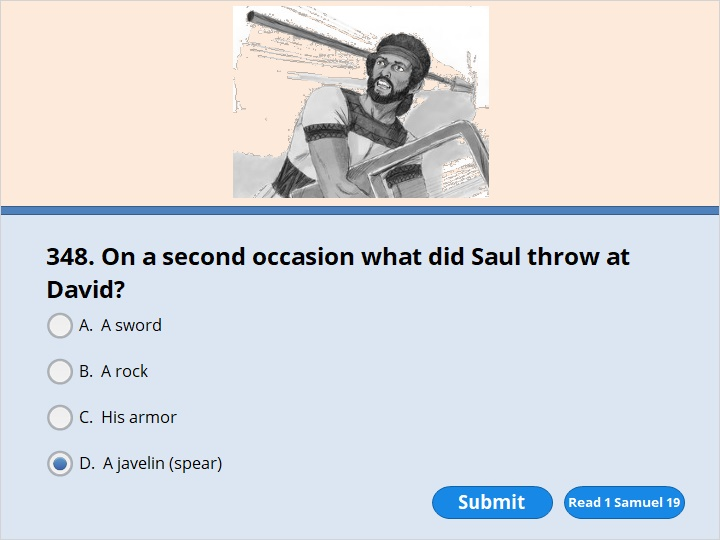 348. On a second occasion what did Saul throw at
David?
A. A sword
B. A rock
C. His armor
D. A javelin (spear)
Submit
Read 1 Samuel 19